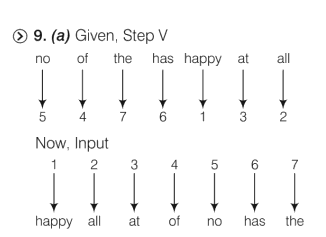 9. (a) Given, Step V
no of the has happy at all
5 4 7 6 1 3 2
Now, Input
1 2 3 4 5 6 7
happy all at of no has the